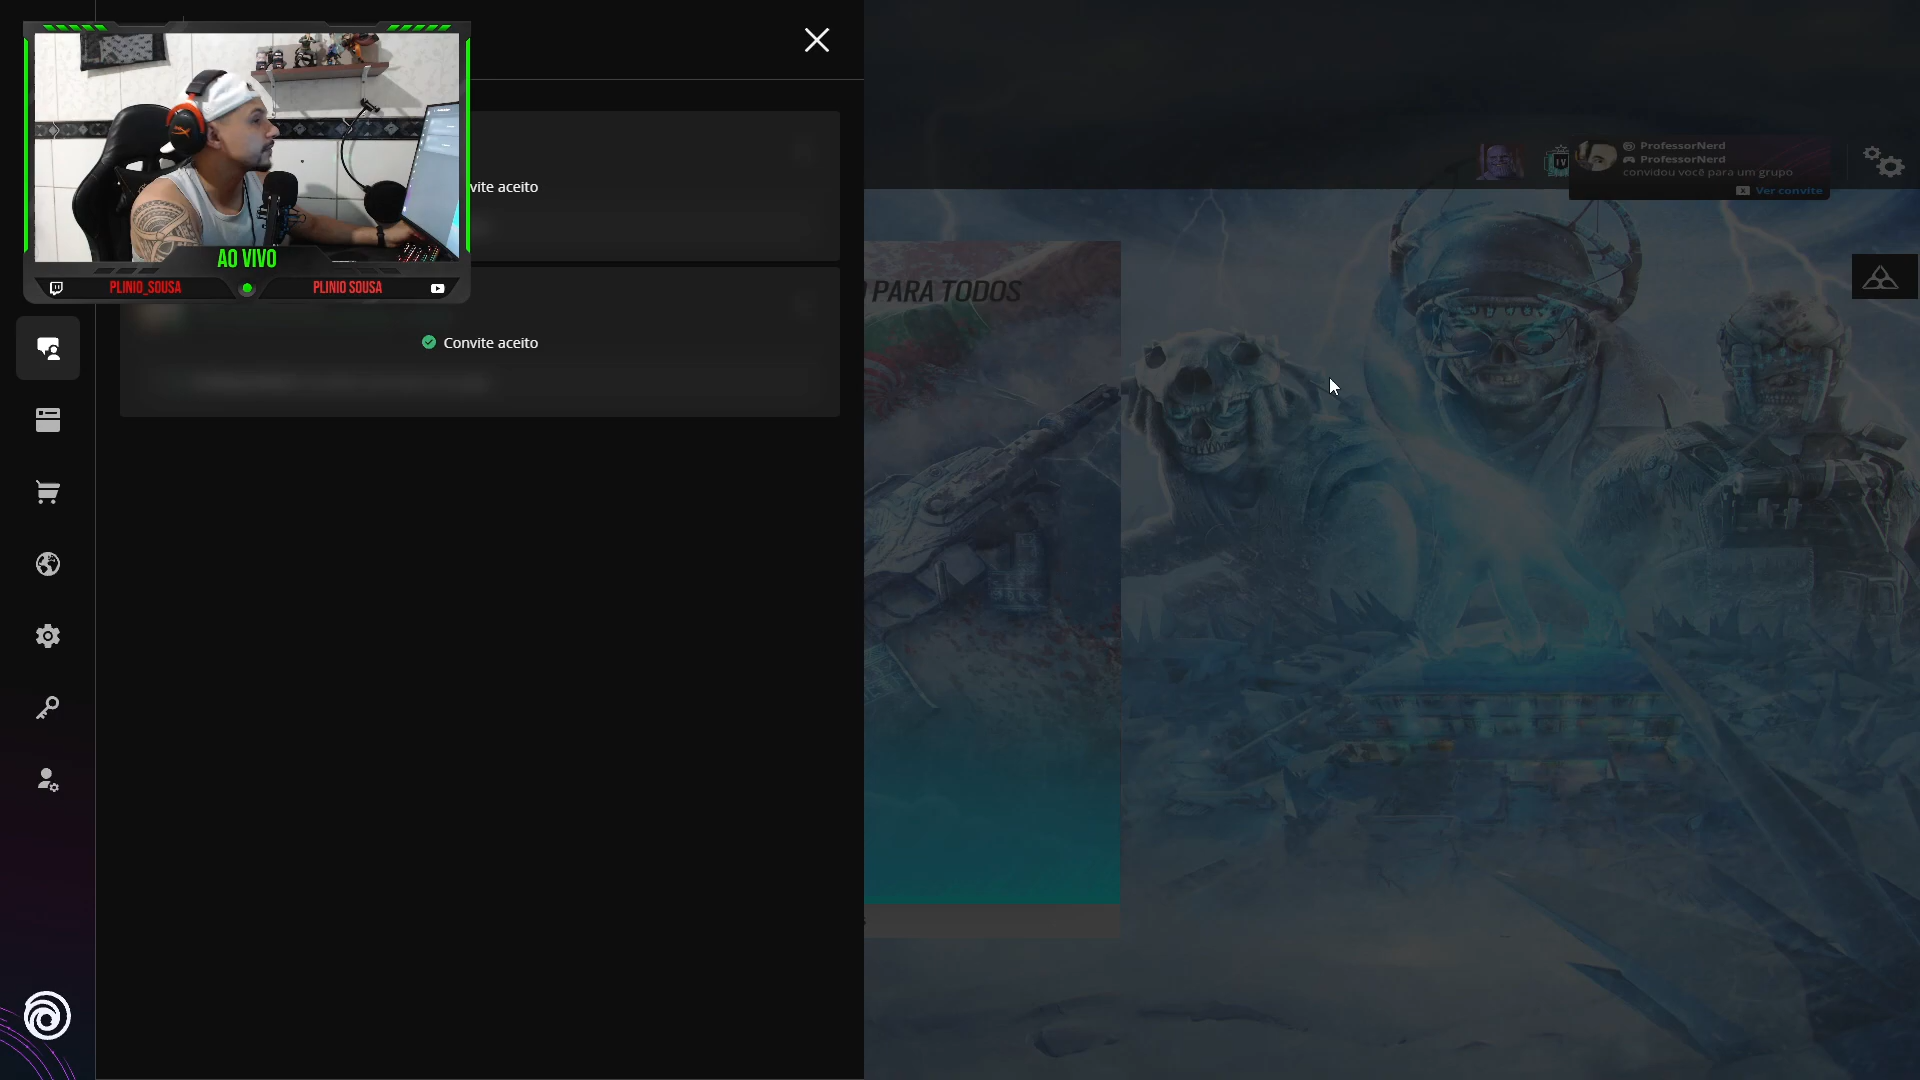 AO VIVO
PLINIO_SOUSA
PLINIO SOUSA
vite aceito
Convite aceito
PARA TODOS
IV
ProfessorNerd
ProfessorNerd
convidou você para um grupo
Ver convite